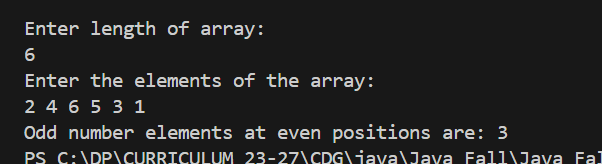 Enter length of array:
6
Enter the elements of the array:
2 4 6 5 3 1
Odd number elements at even positions are: 3
PS C:\DP\CURRICULUM 23-27\CDG\java\Java Fall\Java Fal